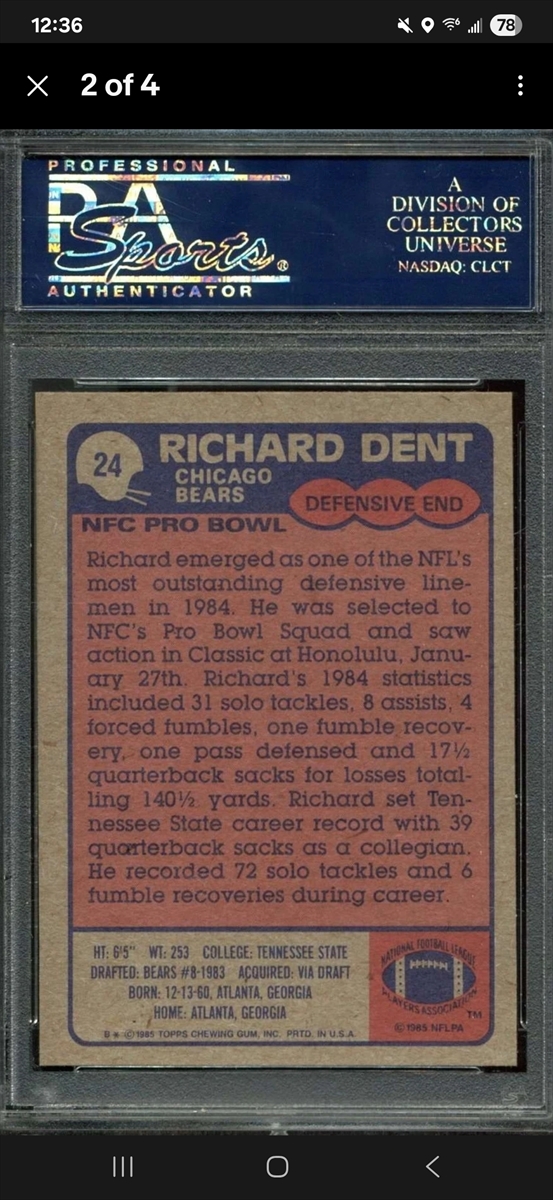 12:36
78
2 of 4
PROFESSIONAL
A
DIVISION OF
COLLECTORS
UNIVERSE
NASDAQ: CLCT
PSA
Sports®
AUTHENTICATOR
24
RICHARD DENT
CHICAGO
BEARS
DEFENSIVE END
NFC PRO BOWL
Richard emerged as one of the NFL's
most outstanding defensive line-
men in 1984. He was selected to
NFC's Pro Bowl Squad and saw
action in Classic at Honolulu, Janu-
ary 27th. Richard's 1984 statistics
included 31 solo tackles, 8 assists, 4
forced fumbles, one fumble recov-
ery, one pass defensed and 17½
quarterback sacks for losses total-
ling 140½ yards. Richard set Ten-
nessee State career record with 39
quarterback sacks as a collegian.
He recorded 72 solo tackles and 6
fumble recoveries during career.
HT: 6'5" WT: 253 COLLEGE: TENNESSEE STATE
DRAFTED: BEARS #8-1983 ACQUIRED: VIA DRAFT
BORN: 12-13-60, ATLANTA, GEORGIA
HOME: ATLANTA, GEORGIA
B* ©1985 TOPPS CHEWING GUM, INC. PRTD. IN U.S.A.
NATIONAL FOOTBALL LEAGUE
PLAYERS ASSOCIATION
TM
©1985 NFLPA